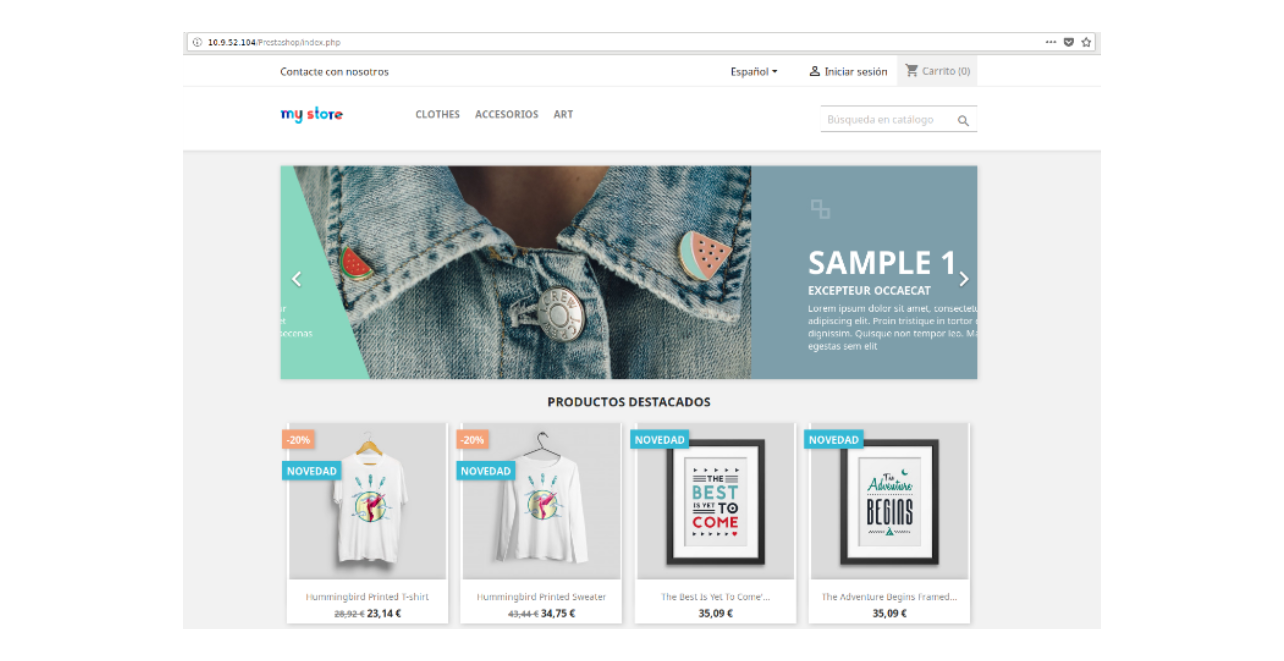 10.9.52.104/Prestashop/index.php
Contacte con nosotros
Español
Iniciar sesión
Carrito (0)
my store
CLOTHES ACCESORIOS ART
Búsqueda en catálogo
SAMPLE 1
EXCEPTEUR OCCAECAT
Lorem ipsum dolor sit amet, consectetu
adipiscing elit. Proin tristique in tortor
dignissim. Quisque non tempor leo. Ma
egestas sem elit
PRODUCTOS DESTACADOS
-20%
NOVEDAD
Hummingbird Printed T-shirt
28,92 € 23,14 €
-20%
NOVEDAD
Hummingbird Printed Sweater
43,44 € 34,75 €
NOVEDAD
THE
BEST
IS YET TO
COME
The Best Is Yet To Come'...
35,09 €
NOVEDAD
The
Adventure
BEGINS
The Adventure Begins Framed...
35,09 €